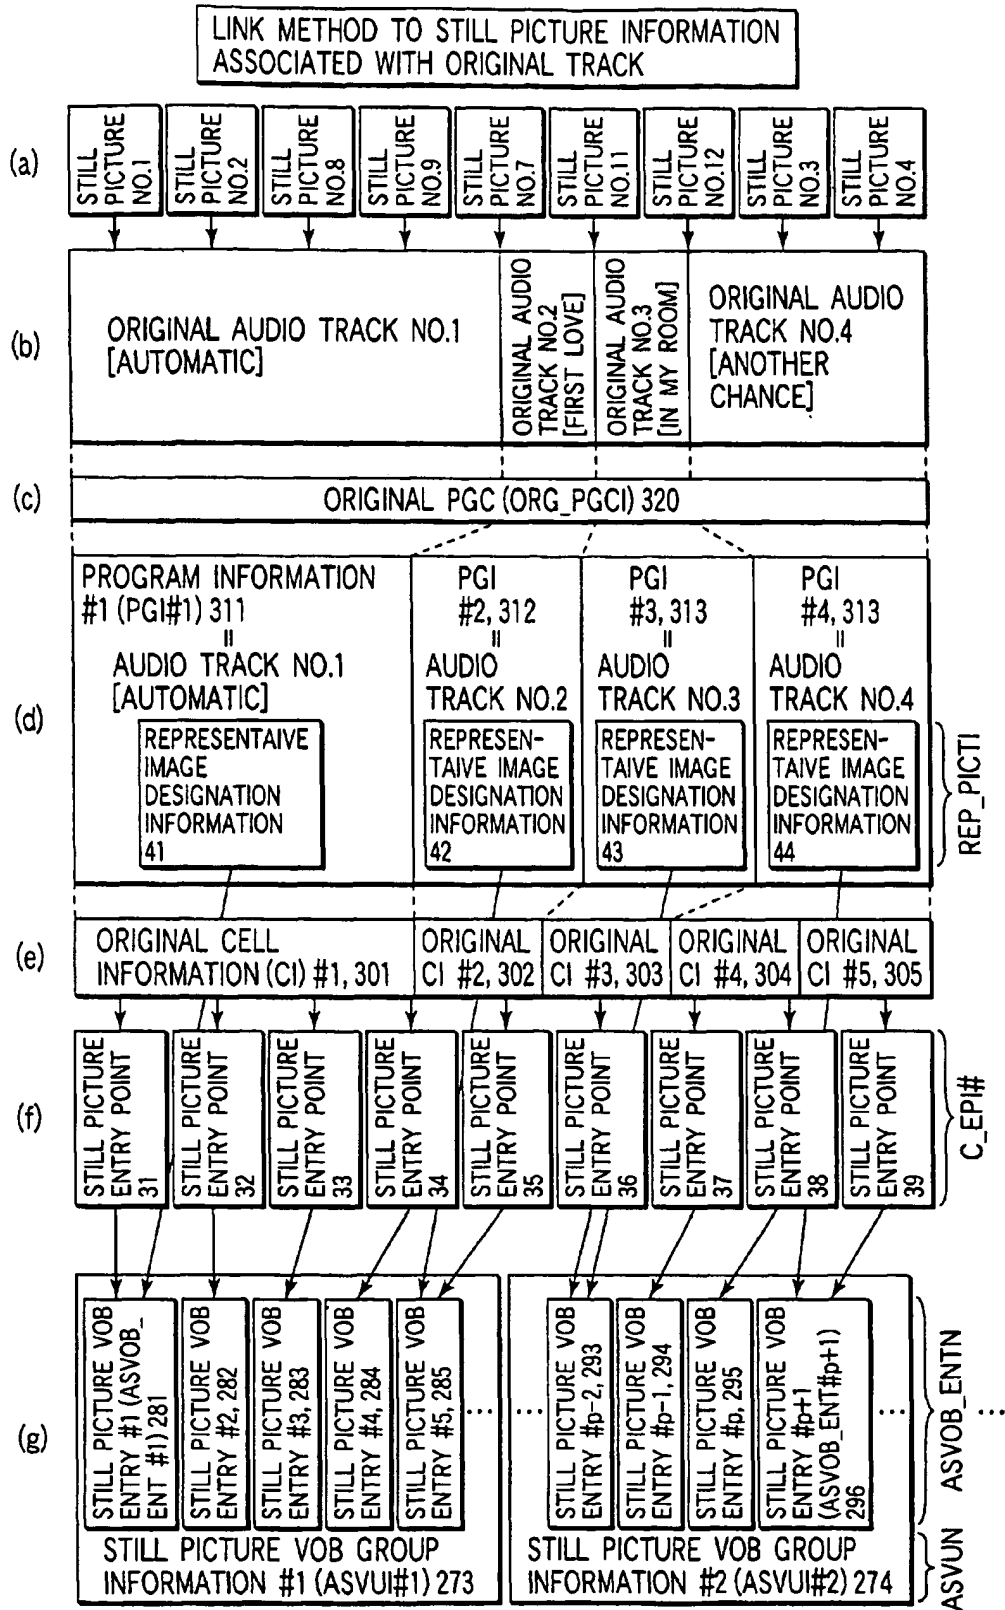 LINK METHOD TO STILL PICTURE INFORMATION
ASSOCIATED WITH ORIGINAL TRACK
(a)
STILL
PICTURE
NO.1
STILL
PICTURE
NO.2
STILL
PICTURE
NO.8
STILL
PICTURE
NO.9
STILL
PICTURE
NO.7
STILL
PICTURE
NO.11
STILL
PICTURE
NO.12
STILL
PICTURE
NO.3
STILL
PICTURE
NO.4
(b)
ORIGINAL AUDIO TRACK NO.1
[AUTOMATIC]
ORIGINAL AUDIO
TRACK NO.2
[FIRST LOVE]
ORIGINAL AUDIO
TRACK NO.3
[IN MY ROOM]
ORIGINAL AUDIO
TRACK NO.4
[ANOTHER
CHANCE]
(c)
ORIGINAL PGC (ORG_PGCI) 320
(d)
PROGRAM INFORMATION
#1 (PGI#1) 311
=
AUDIO TRACK NO.1
[AUTOMATIC]
REPRESENTAIVE
IMAGE
DESIGNATION
INFORMATION
41
PGI
#2, 312
=
AUDIO
TRACK NO.2
REPRESEN-
TAIVE IMAGE
DESIGNATION
INFORMATION
42
PGI
#3, 313
=
AUDIO
TRACK NO.3
REPRESEN-
TAIVE IMAGE
DESIGNATION
INFORMATION
43
PGI
#4, 313
=
AUDIO
TRACK NO.4
REPRESEN-
TAIVE IMAGE
DESIGNATION
INFORMATION
44
REP_PICTI
(e)
ORIGINAL CELL
INFORMATION (CI) #1, 301
ORIGINAL
CI #2, 302
ORIGINAL
CI #3, 303
ORIGINAL
CI #4, 304
ORIGINAL
CI #5, 305
(f)
STILL PICTURE
ENTRY POINT
31
STILL PICTURE
ENTRY POINT
32
STILL PICTURE
ENTRY POINT
33
STILL PICTURE
ENTRY POINT
34
STILL PICTURE
ENTRY POINT
35
STILL PICTURE
ENTRY POINT
36
STILL PICTURE
ENTRY POINT
37
STILL PICTURE
ENTRY POINT
38
STILL PICTURE
ENTRY POINT
39
C_EPI#
(g)
STILL PICTURE VOB
ENTRY #1 (ASVOB_
ENT #1) 281
STILL PICTURE VOB
ENTRY #2, 282
STILL PICTURE VOB
ENTRY #3, 283
STILL PICTURE VOB
ENTRY #4, 284
STILL PICTURE VOB
ENTRY #5, 285
STILL PICTURE VOB
ENTRY #p-2, 293
STILL PICTURE VOB
ENTRY #p-1, 294
STILL PICTURE VOB
ENTRY #p, 295
STILL PICTURE VOB
ENTRY #p+1
(ASVOB_ENT#p+1)
296
ASVOB_ENTN
STILL PICTURE VOB GROUP
INFORMATION #1 (ASVUI#1) 273
STILL PICTURE VOB GROUP
INFORMATION #2 (ASVUI#2) 274
ASVUN